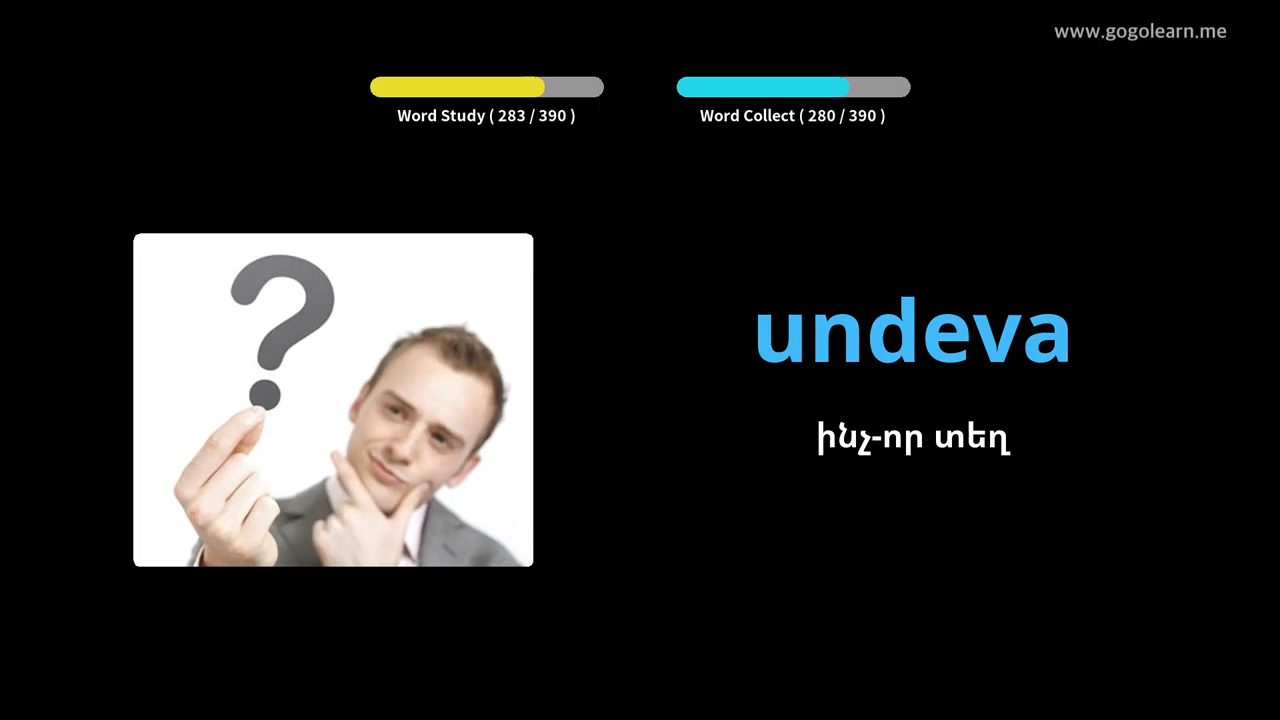 www.gogolearn.me
Word Study ( 283 / 390 )
Word Collect ( 280 / 390 )
undeva
ինչ-որ տեղ